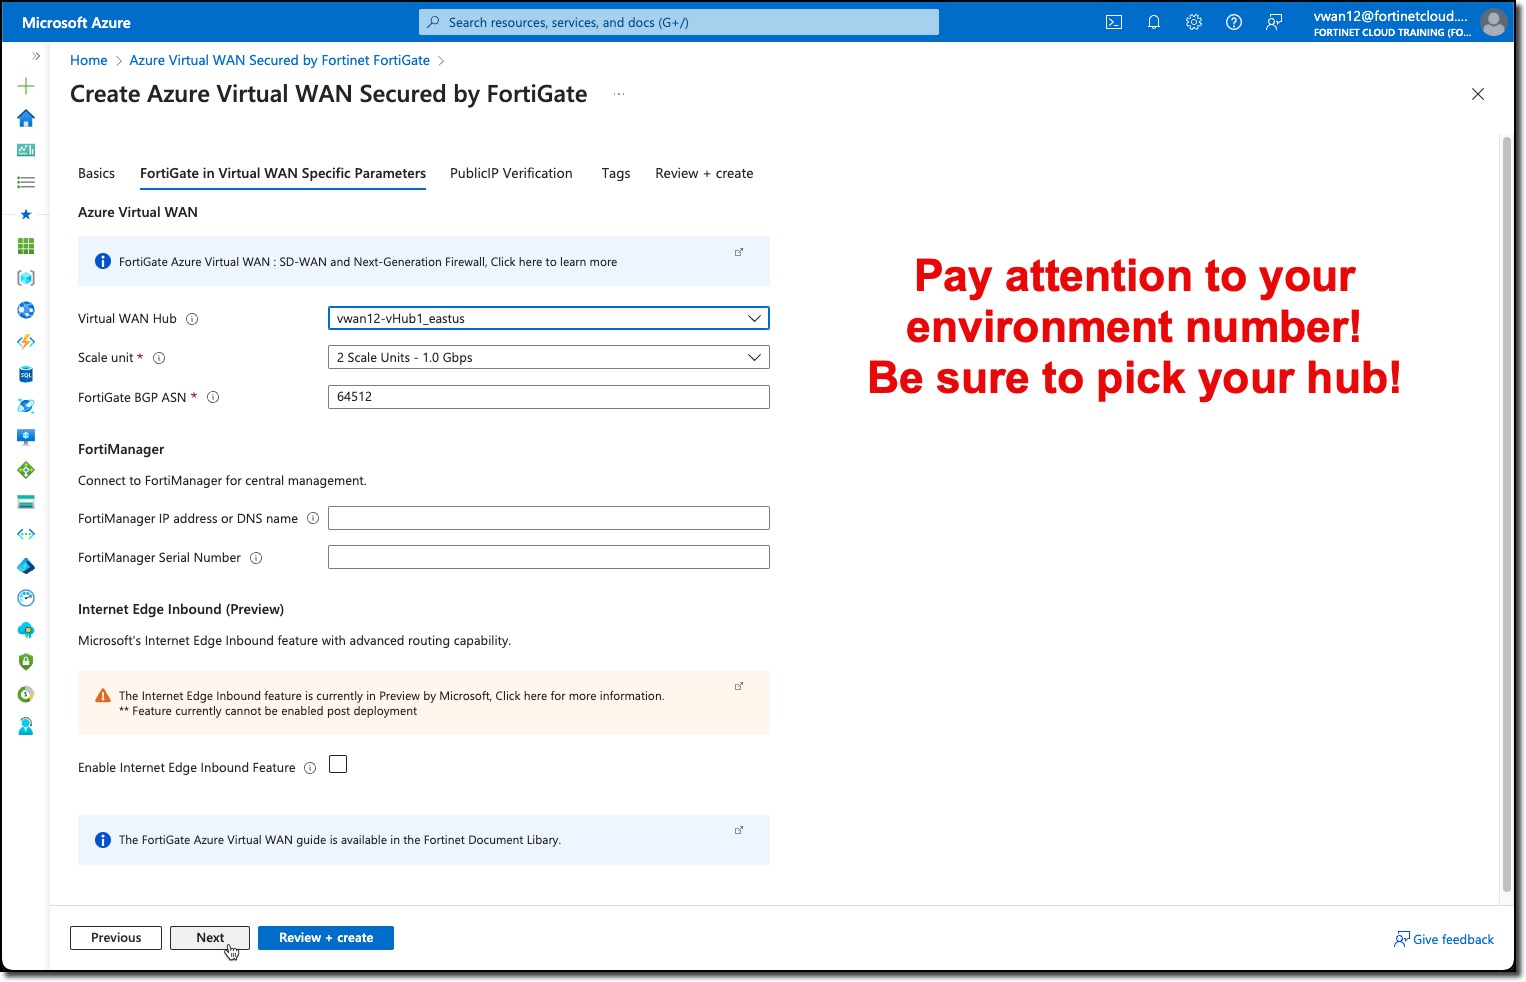 Microsoft Azure
Search resources, services, and docs (G+/)
vwan12@fortinetcloud....
FORTINET CLOUD TRAINING (FO...
Home > Azure Virtual WAN Secured by Fortinet FortiGate >
Create Azure Virtual WAN Secured by FortiGate ...
Basics FortiGate in Virtual WAN Specific Parameters PublicIP Verification Tags Review + create
Azure Virtual WAN
FortiGate Azure Virtual WAN : SD-WAN and Next-Generation Firewall, Click here to learn more
Virtual WAN Hub vwan12-vHub1_eastus
Scale unit * 2 Scale Units - 1.0 Gbps
FortiGate BGP ASN * 64512
Pay attention to your
environment number!
Be sure to pick your hub!
FortiManager
Connect to FortiManager for central management.
FortiManager IP address or DNS name
FortiManager Serial Number
Internet Edge Inbound (Preview)
Microsoft's Internet Edge Inbound feature with advanced routing capability.
The Internet Edge Inbound feature is currently in Preview by Microsoft, Click here for more information.
** Feature currently cannot be enabled post deployment
Enable Internet Edge Inbound Feature
The FortiGate Azure Virtual WAN guide is available in the Fortinet Document Libary.
Previous Next Review + create
Give feedback